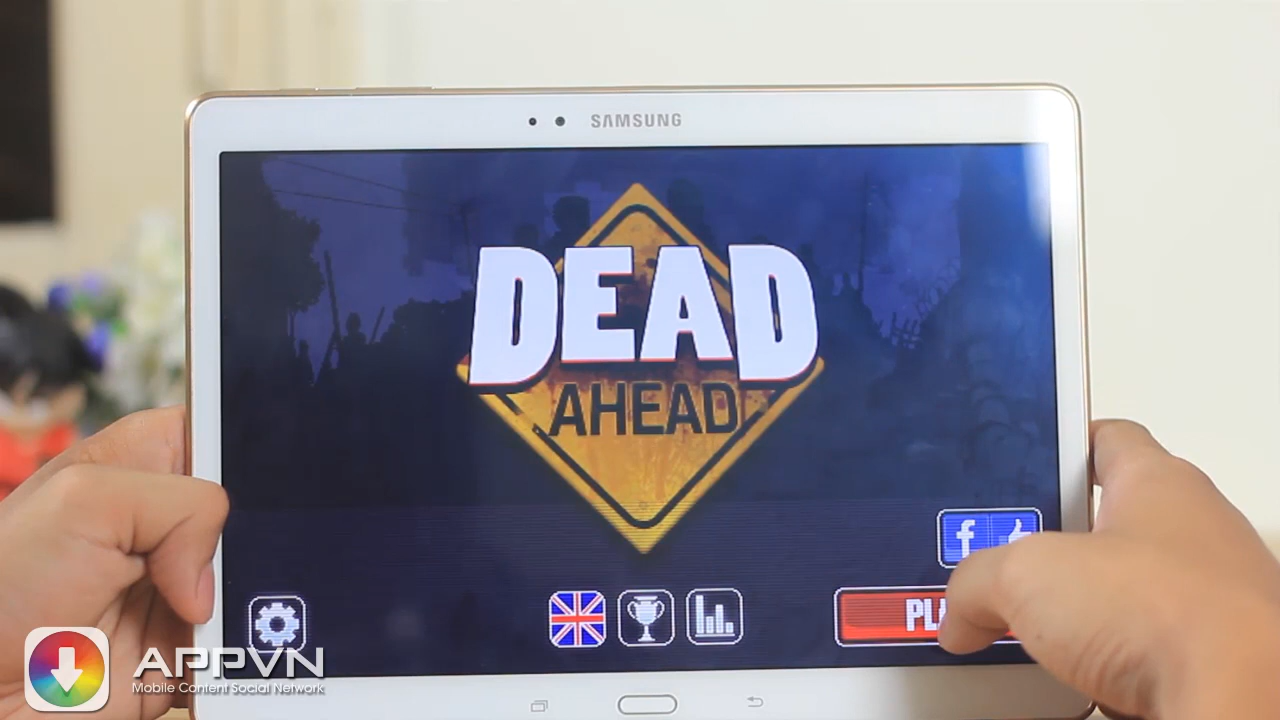 SAMSUNG
DEAD
AHEAD
f
PLA
APPVN
Mobile Content Social Network